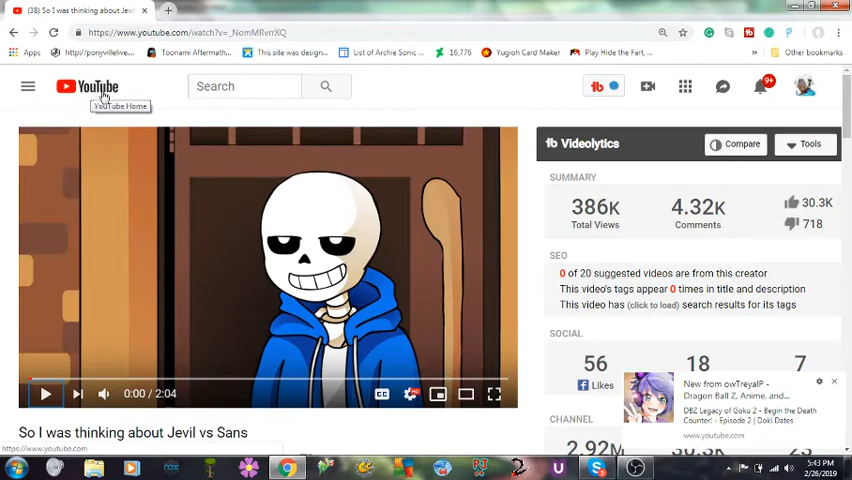 (38) So I was thinking about Jevi
https://www.youtube.com/watch?v=_NomMRvrrXQ
Apps http://ponyvillelive.... Toonami Aftermath... This site was design... List of Archie Sonic ... 16,776 Yugioh Card Maker Play Hide the Fart, ... Other bookmarks
YouTube Search 9+
YouTube Home
Videolytics Compare Tools
SUMMARY
386K 4.32K 30.3K
Total Views Comments 718
SEO
0 of 20 suggested videos are from this creator
This video's tags appear 0 times in title and description
This video has (click to load) search results for its tags
SOCIAL
56 18 7
Likes
New from owTreyalP -
Dragon Ball Z, Anime, and...
DBZ Legacy of Goku 2 - Begin the Death
Counter! - Episode 2 | Doki Dates
www.youtube.com
0:00 / 2:04 CC HD
So I was thinking about Jevil vs Sans
CHANNEL
2.92M
https://www.youtube.com
5:43 PM
2/26/2019